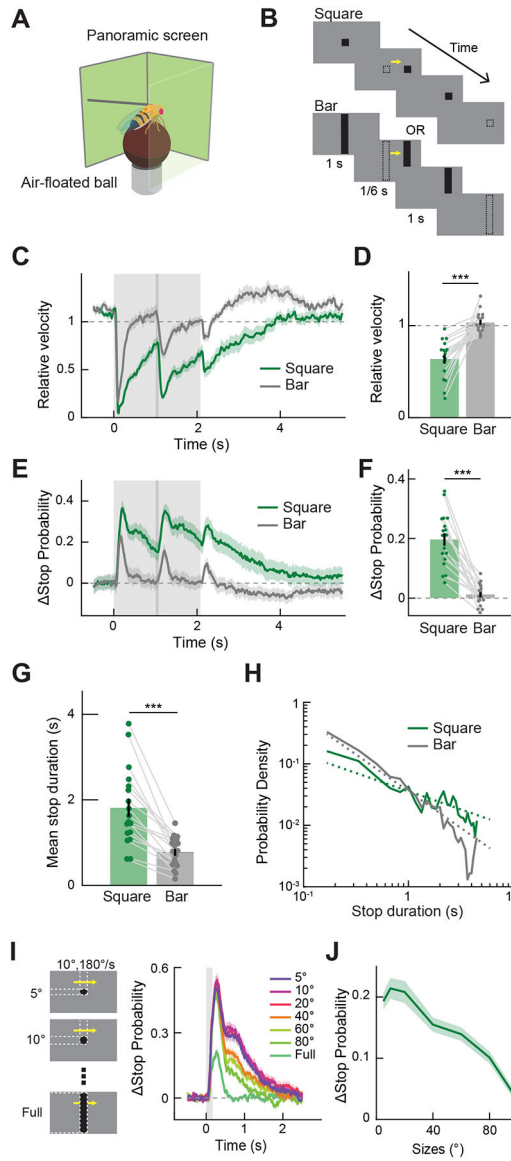 A
Panoramic screen
Air-floated ball
B
Square
Time
Bar
OR
1 s
1/6 s
1 s
C
Relative velocity
1
0.5
0
0
2
4
Time (s)
Square
Bar
D
***
Relative velocity
1
0
Square Bar
E
ΔStop Probability
0.4
0.2
0
0
2
4
Time (s)
Square
Bar
F
***
ΔStop Probability
0.4
0.2
0
Square Bar
G
***
Mean stop duration (s)
4
2
0
Square Bar
H
Probability Density
1
10-1
10-2
10-3
10-1
1
Stop duration (s)
Square
Bar
I
10°,180°/s
5°
10°
Full
ΔStop Probability
0.6
0.3
0
0
1
2
Time (s)
5°
10°
20°
40°
60°
80°
Full
J
ΔStop Probability
0.2
0.1
0
0
40
80
Sizes (°)